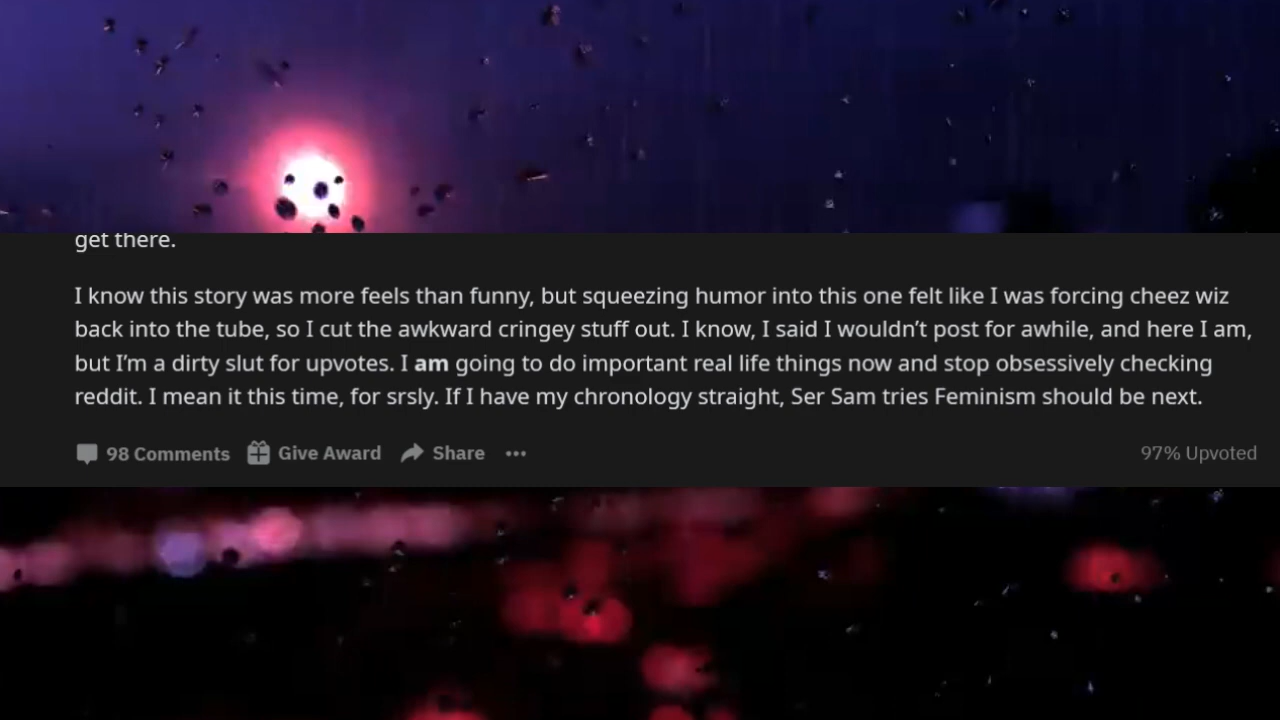 get there.
I know this story was more feels than funny, but squeezing humor into this one felt like I was forcing cheez wiz
back into the tube, so I cut the awkward cringey stuff out. I know, I said I wouldn’t post for awhile, and here I am,
but I’m a dirty slut for upvotes. I am going to do important real life things now and stop obsessively checking
reddit. I mean it this time, for srsly. If I have my chronology straight, Ser Sam tries Feminism should be next.
98 Comments Give Award Share ••• 97% Upvoted